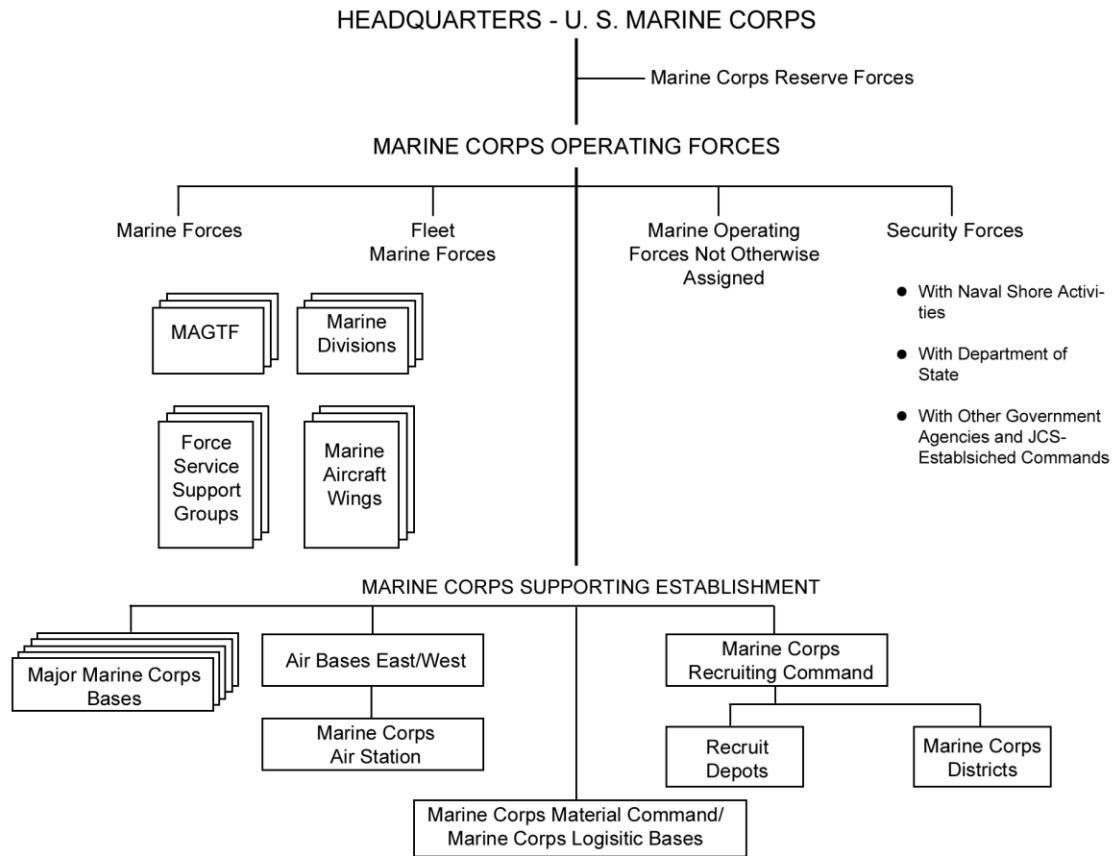 HEADQUARTERS - U. S. MARINE CORPS
Marine Corps Reserve Forces
MARINE CORPS OPERATING FORCES
Marine Forces
Fleet
Marine Forces
Marine Operating
Forces Not Otherwise
Assigned
Security Forces
● With Naval Shore Activi-
ties
● With Department of
State
● With Other Government
Agencies and JCS-
Establsiched Commands
MAGTF
Marine
Divisions
Force
Service
Support
Groups
Marine
Aircraft
Wings
MARINE CORPS SUPPORTING ESTABLISHMENT
Major Marine Corps
Bases
Air Bases East/West
Marine Corps
Air Station
Marine Corps
Recruiting Command
Recruit
Depots
Marine Corps
Districts
Marine Corps Material Command/
Marine Corps Logisitic Bases